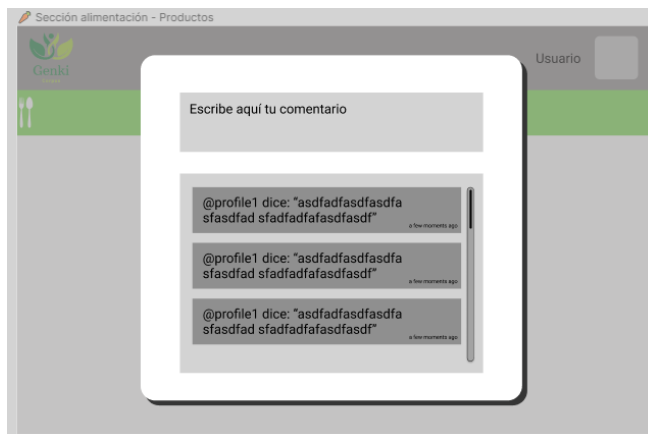 Sección alimentación - Productos
Genki
Usuario
Escribe aquí tu comentario
@profile1 dice: “asdfadfasdfasdfa
sfasdfad sfadfadfafasdfasdf”
a few moments ago
@profile1 dice: “asdfadfasdfasdfa
sfasdfad sfadfadfafasdfasdf”
a few moments ago
@profile1 dice: “asdfadfasdfasdfa
sfasdfad sfadfadfafasdfasdf”
a few moments ago